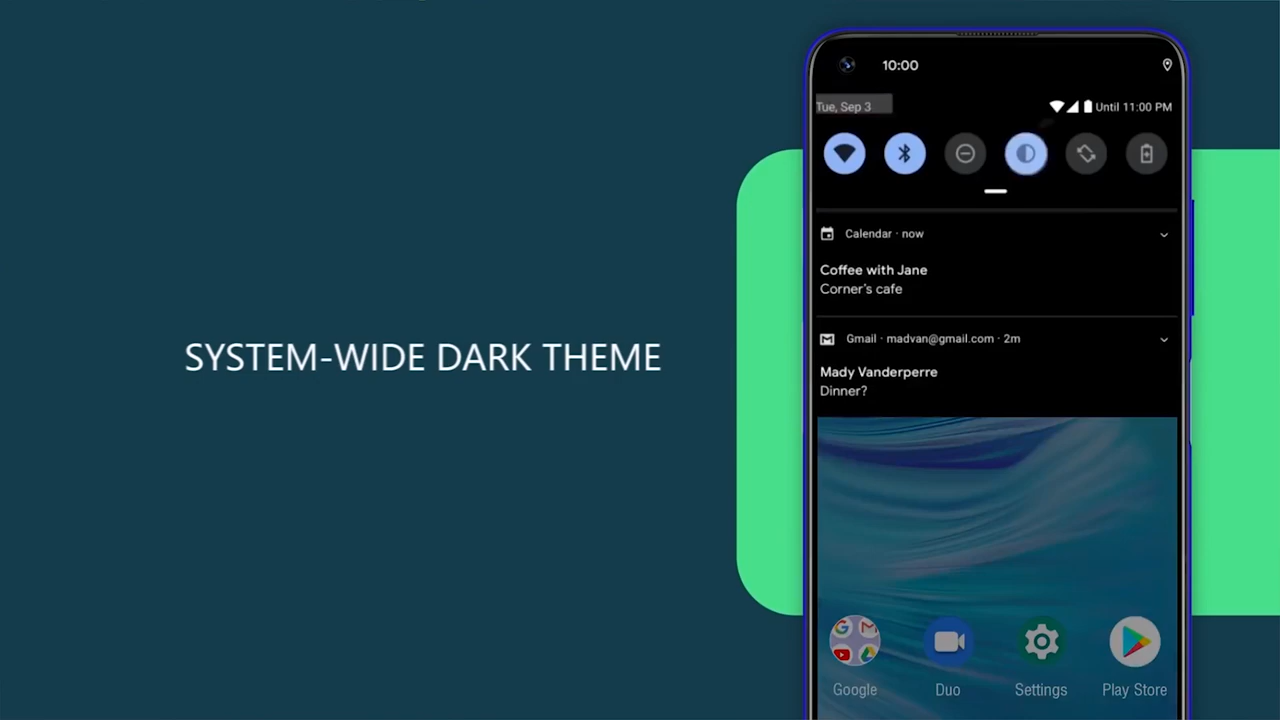 SYSTEM-WIDE DARK THEME
10:00
Tue, Sep 3
Until 11:00 PM
Calendar · now
Coffee with Jane
Corner's cafe
Gmail · madvan@gmail.com · 2m
Mady Vanderperre
Dinner?
Google Duo Settings Play Store